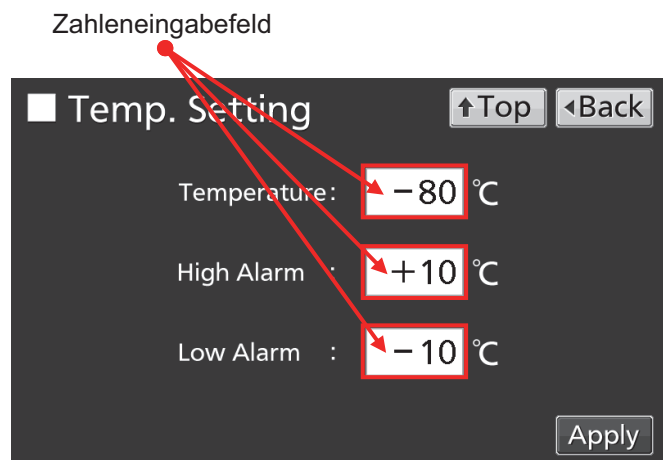 Zahleneingabefeld
Temp. Setting
Top
Back
Temperature: −80 ℃
High Alarm : +10 ℃
Low Alarm : −10 ℃
Apply